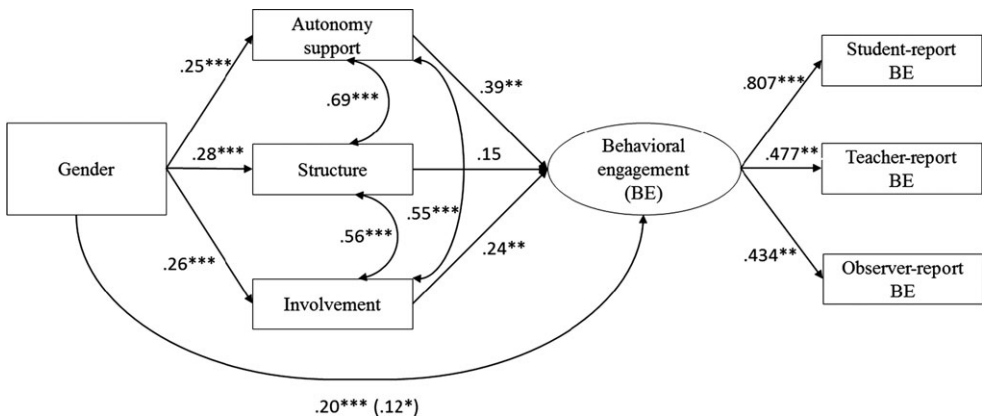 Autonomy
support
.25***
.39**
.69***
Student-report
BE
.807***
Gender
.28***
Structure
.15
Behavioral
engagement
(BE)
.477**
Teacher-report
BE
.55***
.56***
.24**
.26***
.434**
Involvement
Observer-report
BE
.20*** (.12*)